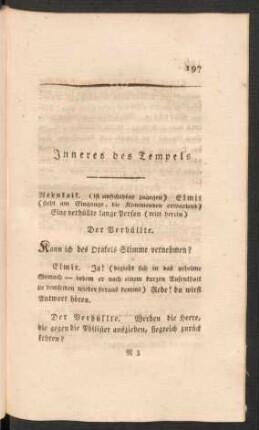 197
Inneres des Tempels
Nehustaif. (ist unsichtbar zugegen) Elmir
(steht am Eingange, die Kommenden erwartend)
Eine verhüllte lange Person (tritt herein)
Der Verhüllte.
Kann ich des Orakels Stimme vernehmen?
Elmir. Ja! (begiebt sich in das geheime
Gemach — indem er nach einem kurzen Aufenthalt
in demselben wieder heraus kommt) Rede! du wirst
Antwort hören.
Der Verhüllte. Werden die Heere,
die gegen die Philister ausziehen, siegreich zurück
kehren?
N 3